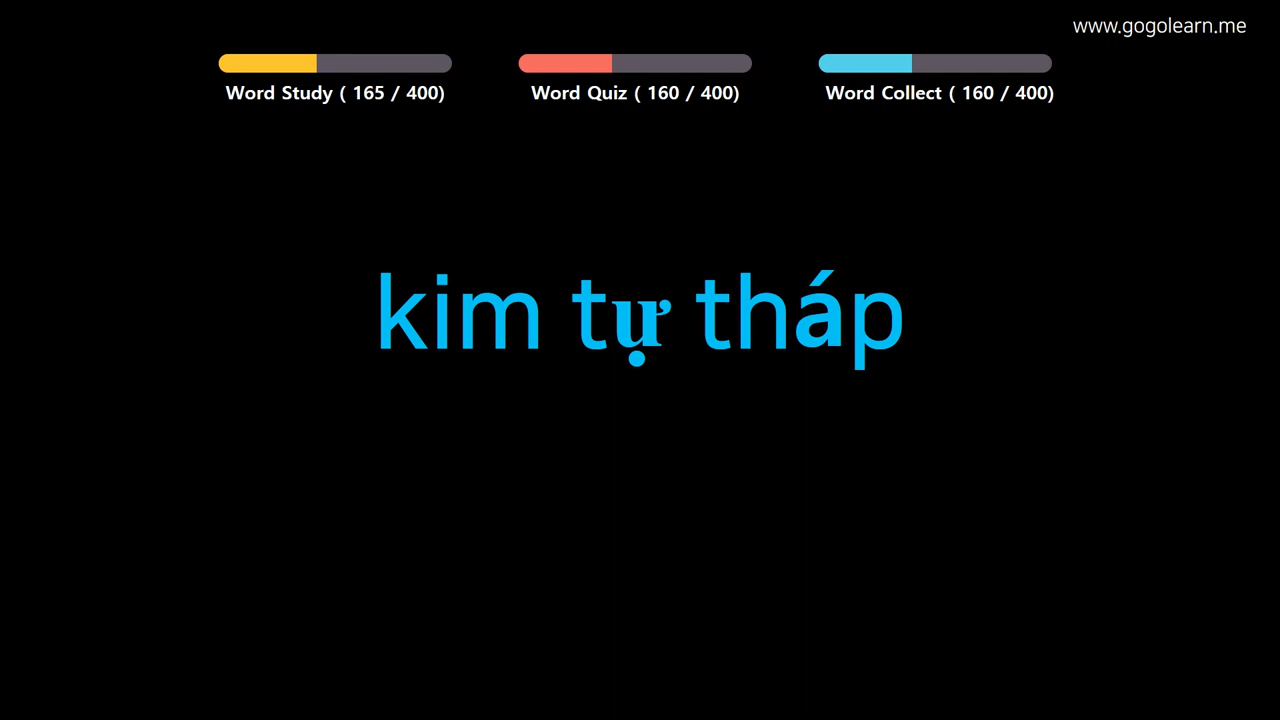 www.gogolearn.me
Word Study ( 165 / 400)
Word Quiz ( 160 / 400)
Word Collect ( 160 / 400)
kim tự tháp